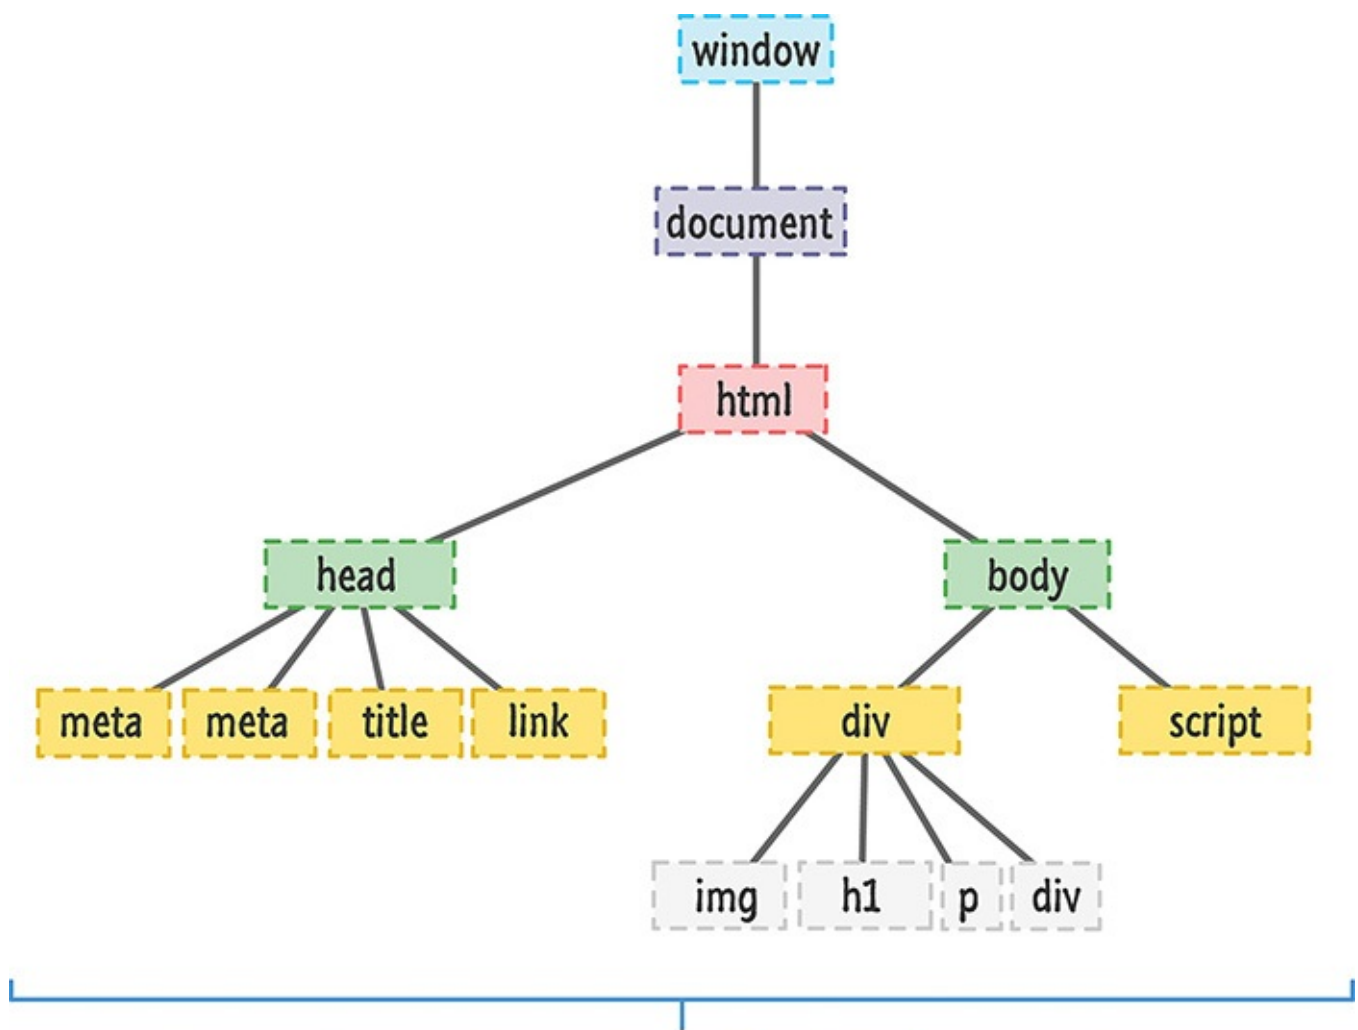 window
document
html
head body
meta meta title link div script
img h1 p div